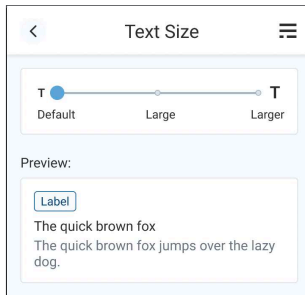 Text Size
T T
Default Large Larger
Preview:
Label
The quick brown fox
The quick brown fox jumps over the lazy
dog.